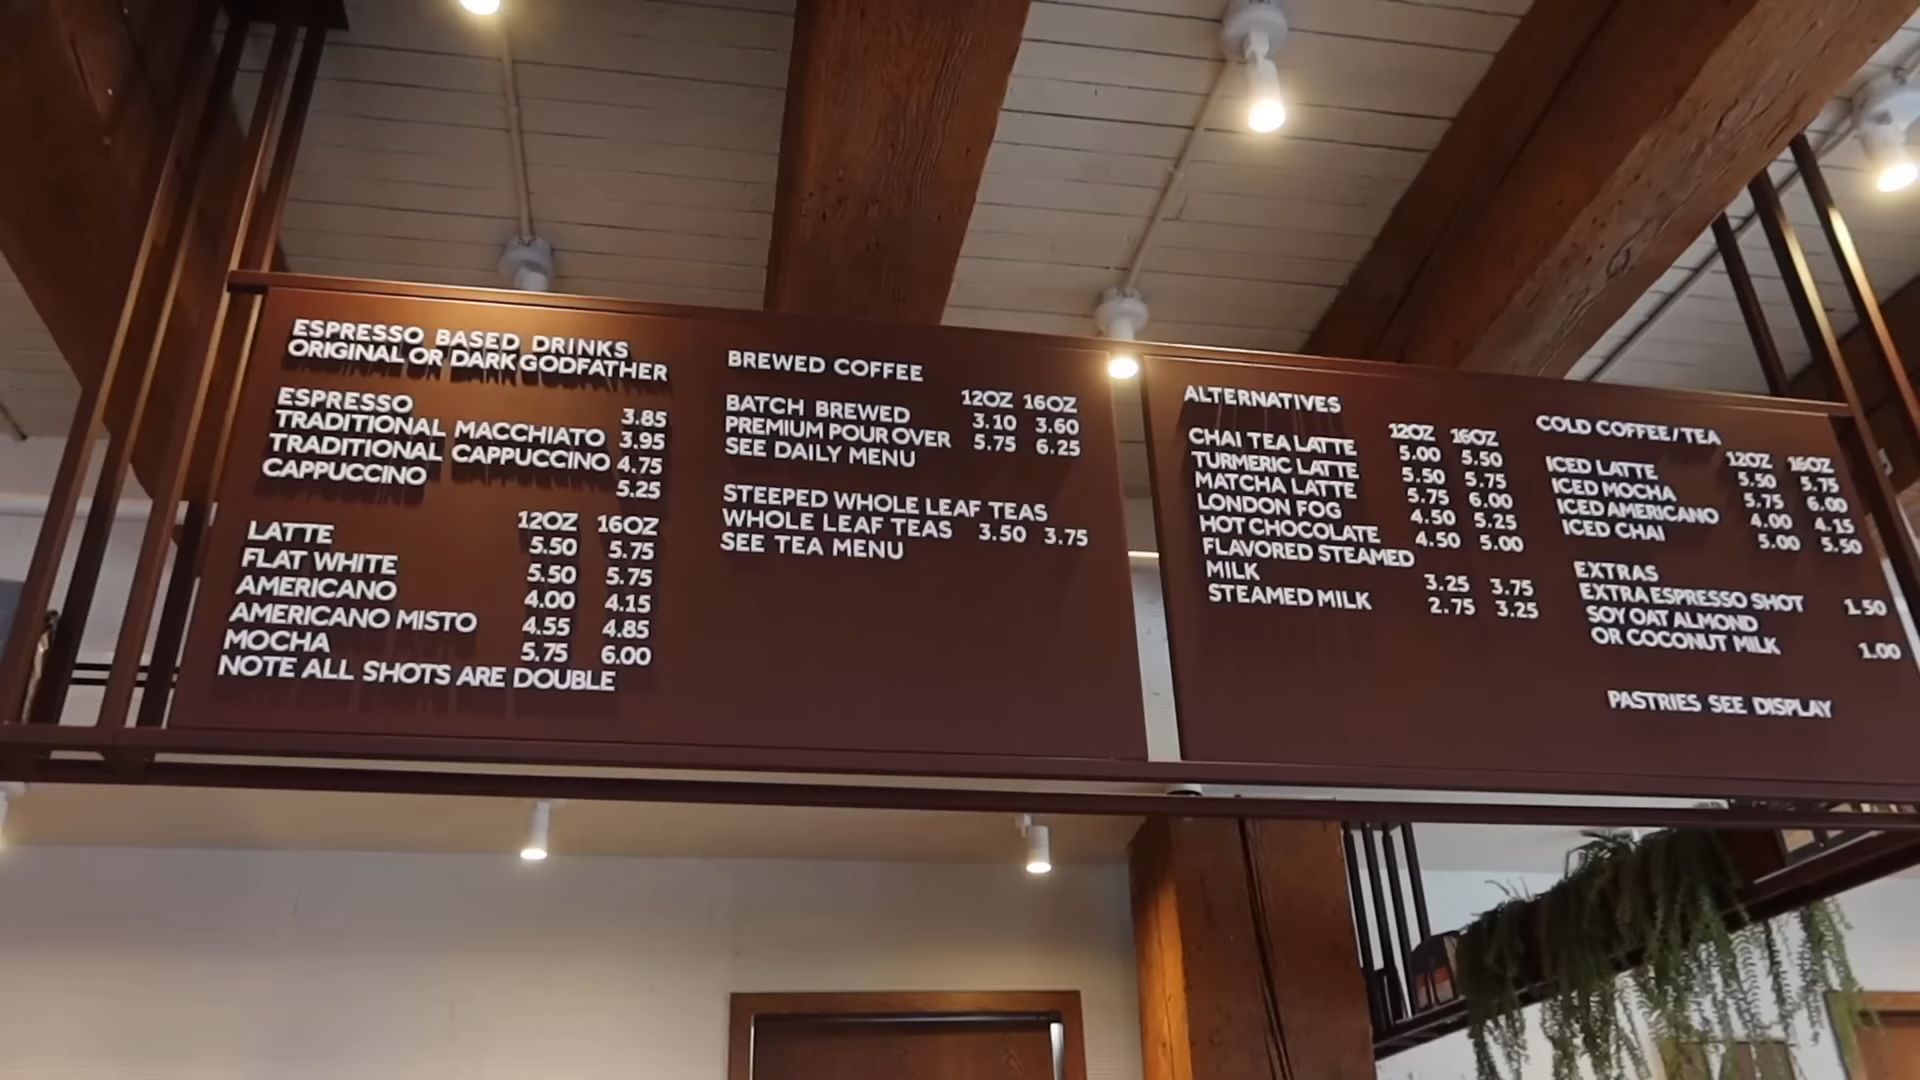 ESPRESSO BASED DRINKS
ORIGINAL OR DARK GODFATHER
ESPRESSO 3.85
TRADITIONAL MACCHIATO 3.95
TRADITIONAL CAPPUCCINO 4.75
CAPPUCCINO 5.25
12OZ 16OZ
LATTE 5.50 5.75
FLAT WHITE 5.50 5.75
AMERICANO 4.00 4.15
AMERICANO MISTO 4.55 4.85
MOCHA 5.75 6.00
NOTE ALL SHOTS ARE DOUBLE
BREWED COFFEE
12OZ 16OZ
BATCH BREWED 3.10 3.60
PREMIUM POUR OVER 5.75 6.25
SEE DAILY MENU
STEEPED WHOLE LEAF TEAS
WHOLE LEAF TEAS 3.50 3.75
SEE TEA MENU
ALTERNATIVES
12OZ 16OZ
CHAI TEA LATTE 5.00 5.50
TURMERIC LATTE 5.50 5.75
MATCHA LATTE 5.75 6.00
LONDON FOG 4.50 5.25
HOT CHOCOLATE 4.50 5.00
FLAVORED STEAMED
MILK 3.25 3.75
STEAMED MILK 2.75 3.25
COLD COFFEE/TEA
12OZ 16OZ
ICED LATTE 5.50 5.75
ICED MOCHA 5.75 6.00
ICED AMERICANO 4.00 4.15
ICED CHAI 5.00 5.50
EXTRAS
EXTRA ESPRESSO SHOT 1.50
SOY OAT ALMOND
OR COCONUT MILK 1.00
PASTRIES SEE DISPLAY